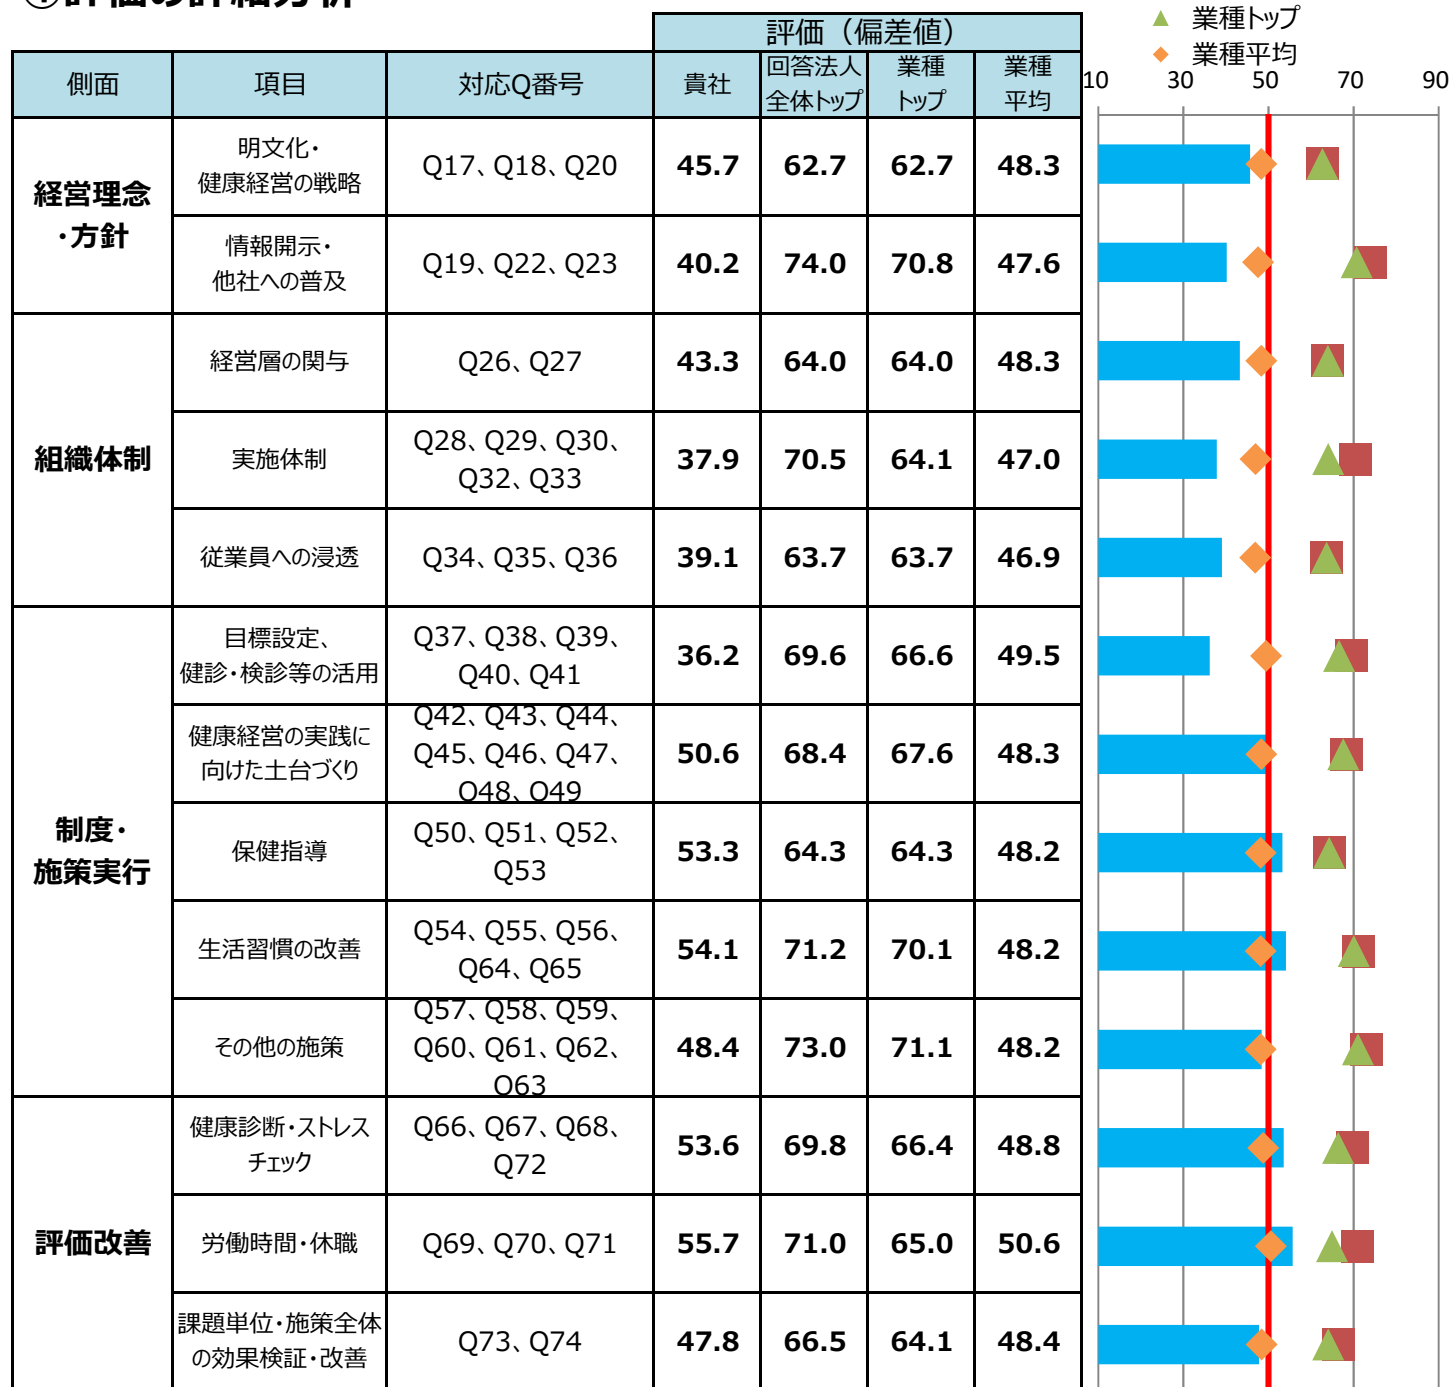 ①評価の詳細分析
▲ 業種トップ
◆ 業種平均
評価（偏差値）
側面 項目 対応Q番号 貴社 回答法人 業種 業種
全体トップ トップ 平均
10 30 50 70 90
経営理念
・方針
明文化・
健康経営の戦略
Q17、Q18、Q20
45.7 62.7 62.7 48.3
情報開示・
他社への普及
Q19、Q22、Q23
40.2 74.0 70.8 47.6
組織体制
経営層の関与
Q26、Q27
43.3 64.0 64.0 48.3
実施体制
Q28、Q29、Q30、
Q32、Q33
37.9 70.5 64.1 47.0
従業員への浸透
Q34、Q35、Q36
39.1 63.7 63.7 46.9
制度・
施策実行
目標設定、
健診・検診等の活用
Q37、Q38、Q39、
Q40、Q41
36.2 69.6 66.6 49.5
健康経営の実践に
向けた土台づくり
Q42、Q43、Q44、
Q45、Q46、Q47、
Q48、Q49
50.6 68.4 67.6 48.3
保健指導
Q50、Q51、Q52、
Q53
53.3 64.3 64.3 48.2
生活習慣の改善
Q54、Q55、Q56、
Q64、Q65
54.1 71.2 70.1 48.2
その他の施策
Q57、Q58、Q59、
Q60、Q61、Q62、
Q63
48.4 73.0 71.1 48.2
評価改善
健康診断・ストレス
チェック
Q66、Q67、Q68、
Q72
53.6 69.8 66.4 48.8
労働時間・休職
Q69、Q70、Q71
55.7 71.0 65.0 50.6
課題単位・施策全体
の効果検証・改善
Q73、Q74
47.8 66.5 64.1 48.4